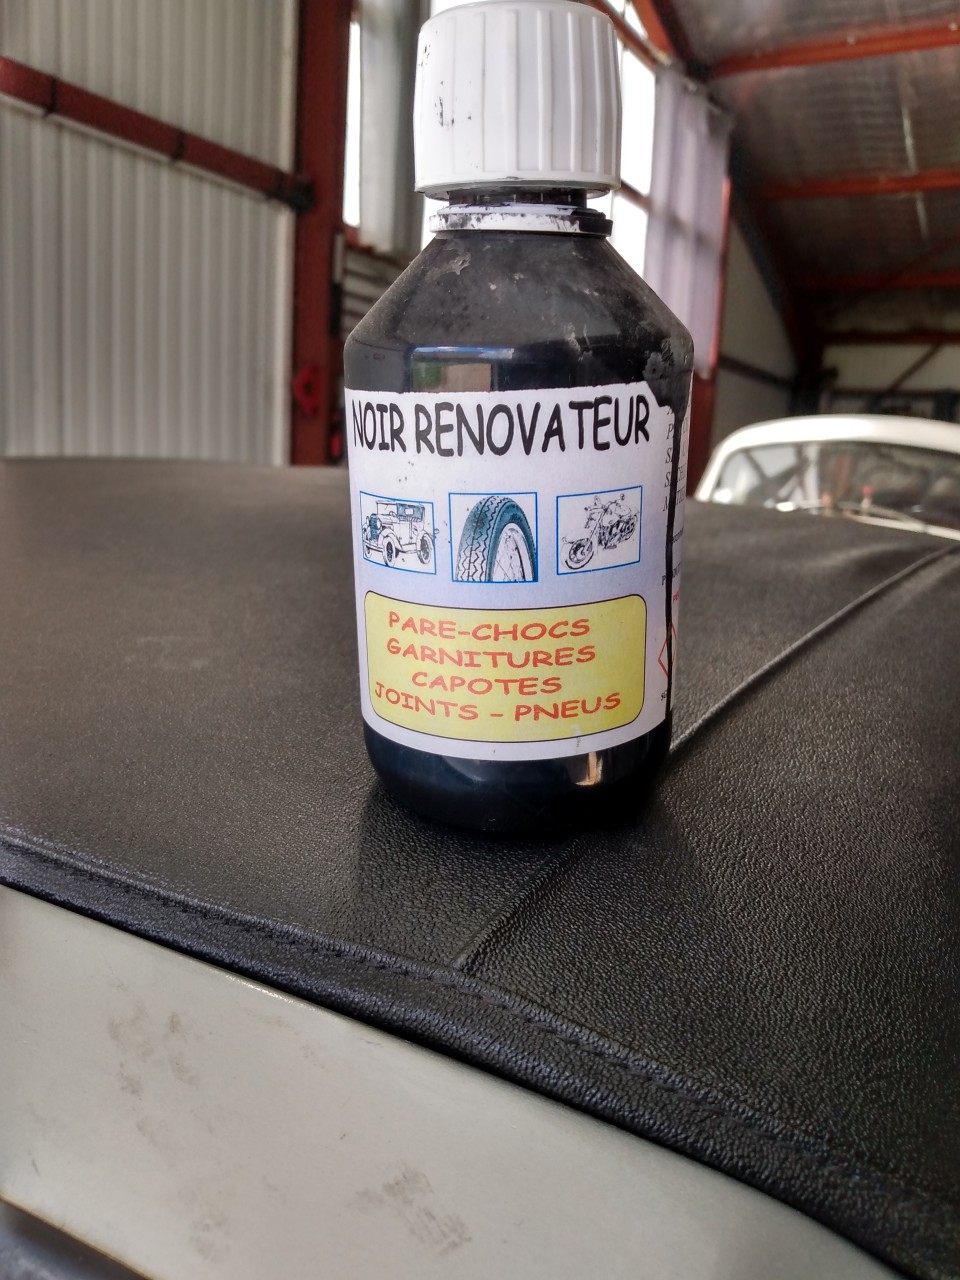 NOIR RENOVATEUR
PARE-CHOCS
GARNITURES
CAPOTES
JOINTS - PNEUS